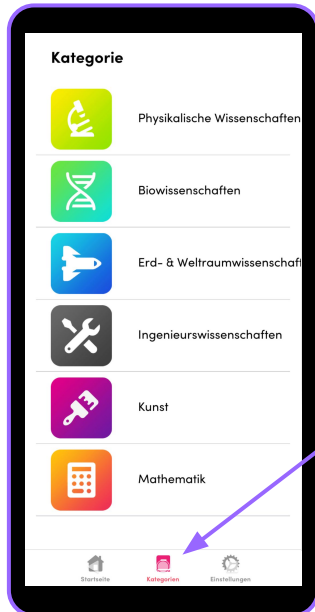 Kategorie
Physikalische Wissenschaften
Biowissenschaften
Erd- & Weltraumwissenschaft
Ingenieurswissenschaften
Kunst
Mathematik
Startseite Kategorien Einstellungen